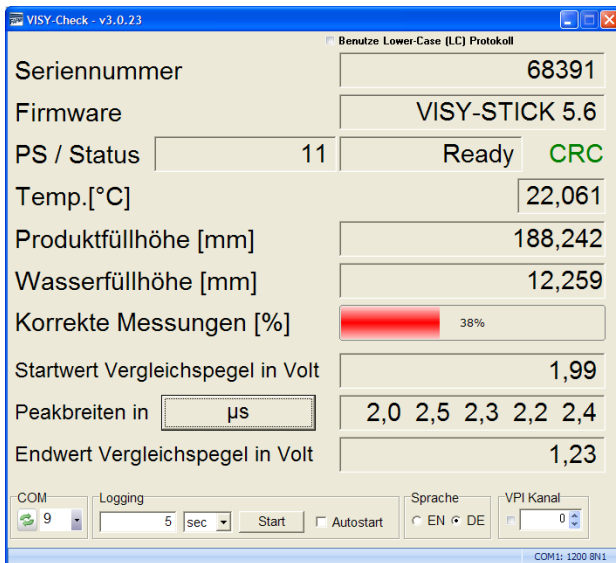 VISY-Check - v3.0.23
Benutze Lower-Case (LC) Protokoll
Seriennummer 68391
Firmware VISY-STICK 5.6
PS / Status 11 Ready CRC
Temp.[°C] 22,061
Produktfüllhöhe [mm] 188,242
Wasserfüllhöhe [mm] 12,259
Korrekte Messungen [%] 38%
Startwert Vergleichspegel in Volt 1,99
Peakbreiten in µs 2,0 2,5 2,3 2,2 2,4
Endwert Vergleichspegel in Volt 1,23
COM Logging Sprache VPI Kanal
9 5 sec Start Autostart EN DE 0
COM1: 1200 8N1